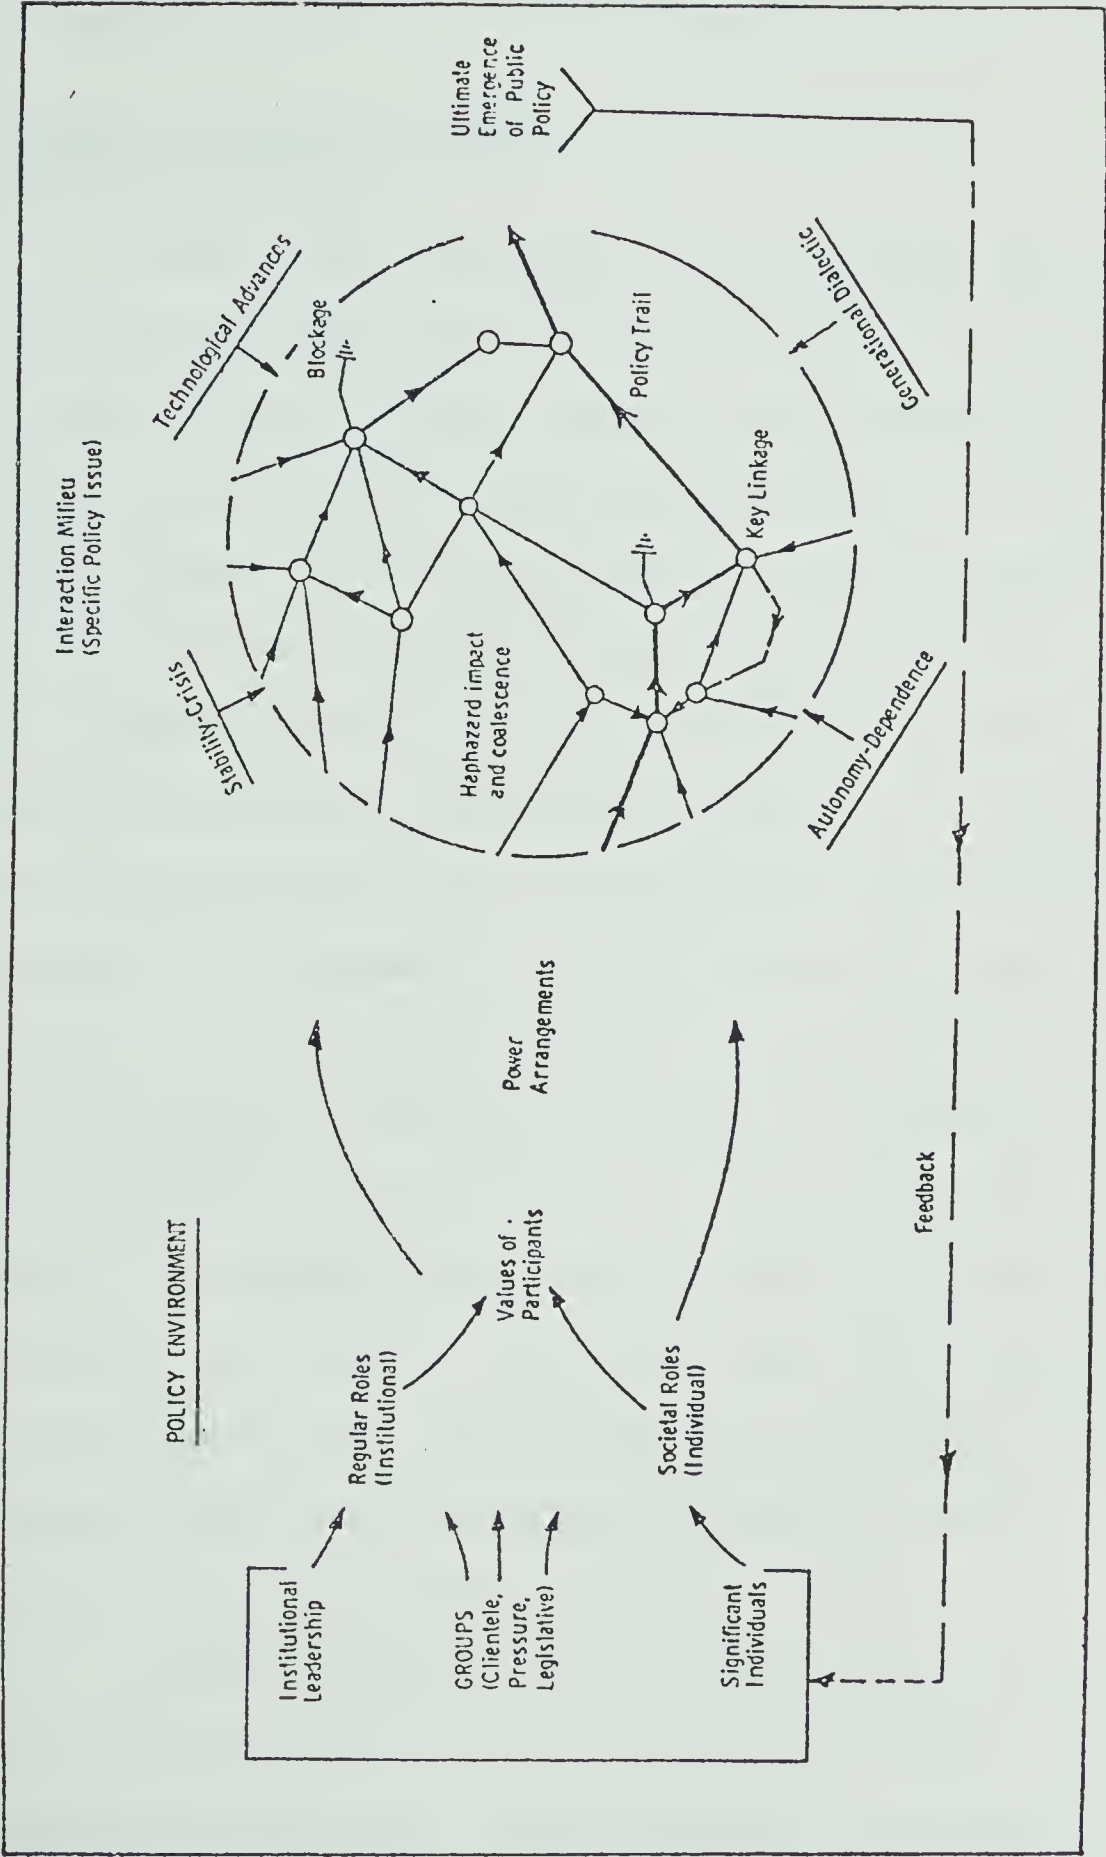 POLICY ENVIRONMENT
Institutional
Leadership
GROUPS
(Clientele,
Pressure,
Legislative)
Significant
Individuals
Regular Roles
(Institutional)
Societal Roles
(Individual)
Values of
Participants
Power
Arrangements
Interaction Milieu
(Specific Policy Issue)
Stability-Crisis
Technological Advances
Blockage
Haphazard impact
and coalescence
Policy Trail
Key Linkage
Autonomy-Dependence
Generational Dialectic
Ultimate
Emergence
of Public
Policy
Feedback